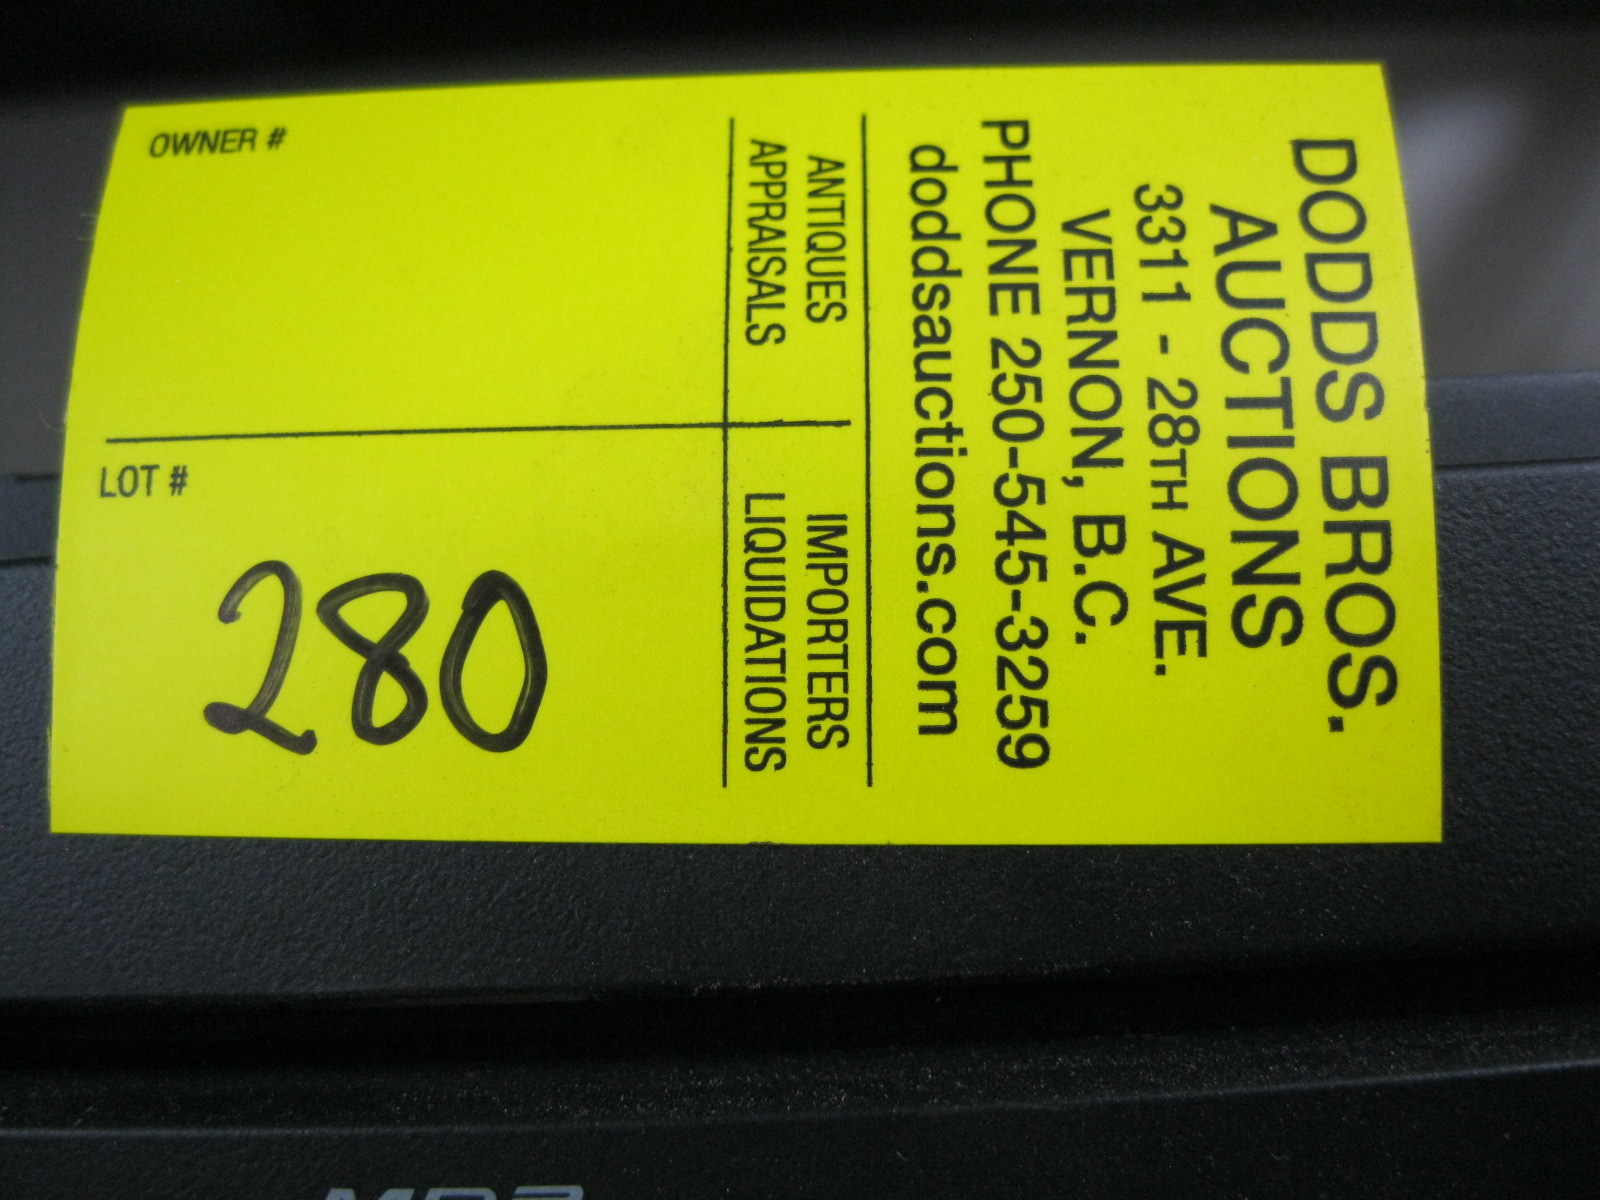 DODDS BROS.
AUCTIONS
3311 - 28TH AVE.
VERNON, B.C.
PHONE 250-545-3259
doddsauctions.com
ANTIQUES
APPRAISALS
IMPORTERS
LIQUIDATIONS
OWNER #
LOT #
280